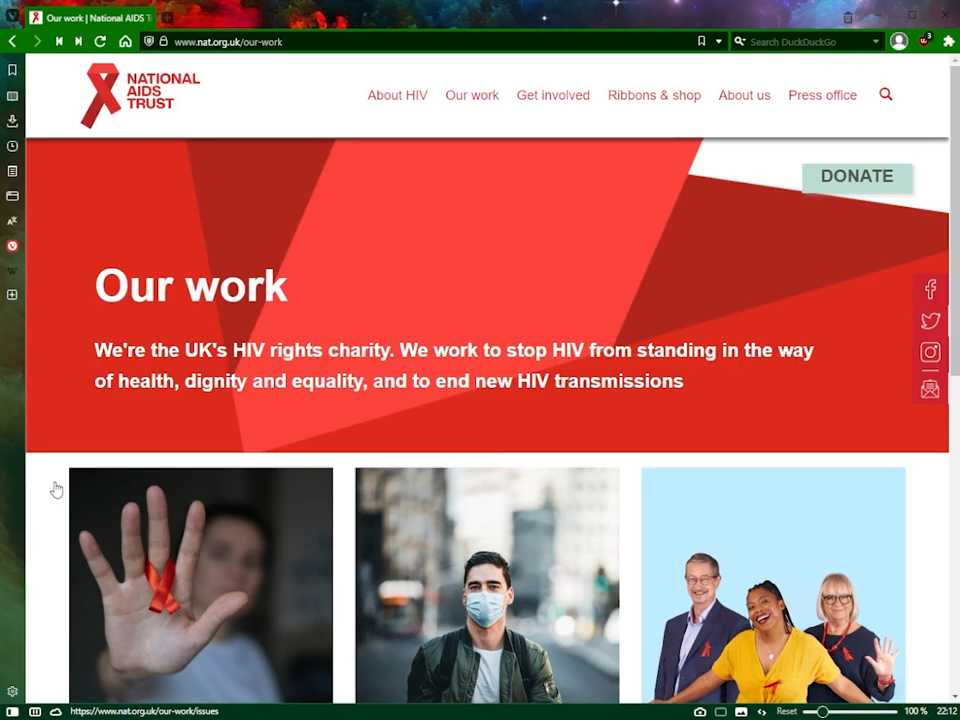 Our work | National AIDS T
www.nat.org.uk/our-work
Search DuckDuckGo
3
NATIONAL
AIDS
TRUST
About HIV
Our work
Get involved
Ribbons & shop
About us
Press office
DONATE
Our work
We're the UK's HIV rights charity. We work to stop HIV from standing in the way
of health, dignity and equality, and to end new HIV transmissions
https://www.nat.org.uk/our-work/issues
Reset
100 %
22:12